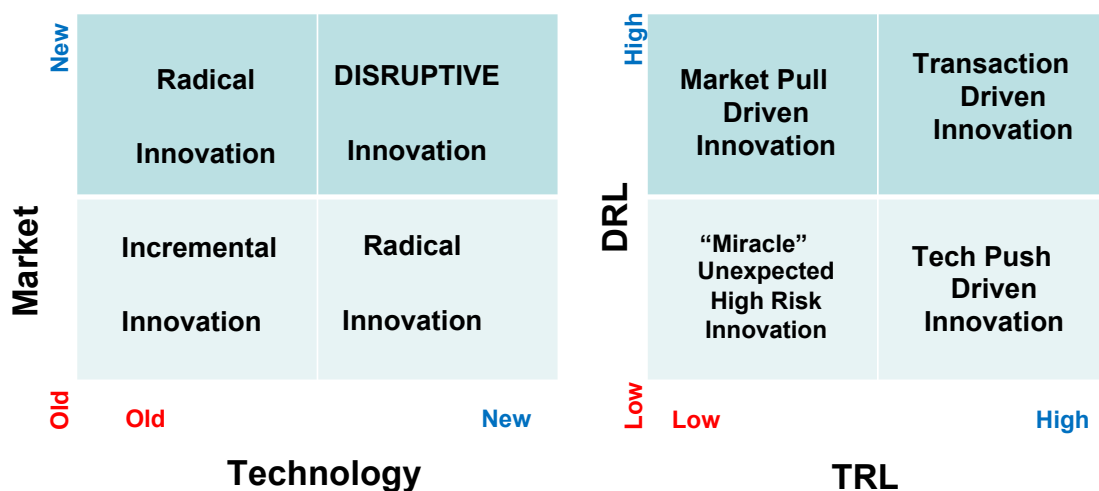 New
Radical
Innovation
DISRUPTIVE
Innovation
Market
Incremental
Innovation
Radical
Innovation
Old
Old
New
Technology
High
Market Pull
Driven
Innovation
Transaction
Driven
Innovation
DRL
“Miracle”
Unexpected
High Risk
Innovation
Tech Push
Driven
Innovation
Low
Low
High
TRL